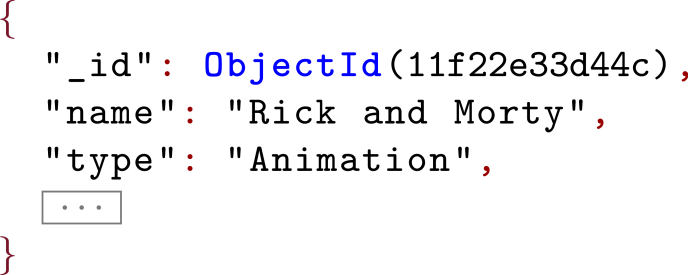 {
"_id": ObjectId(11f22e33d44c),
"name": "Rick and Morty",
"type": "Animation",
...
}